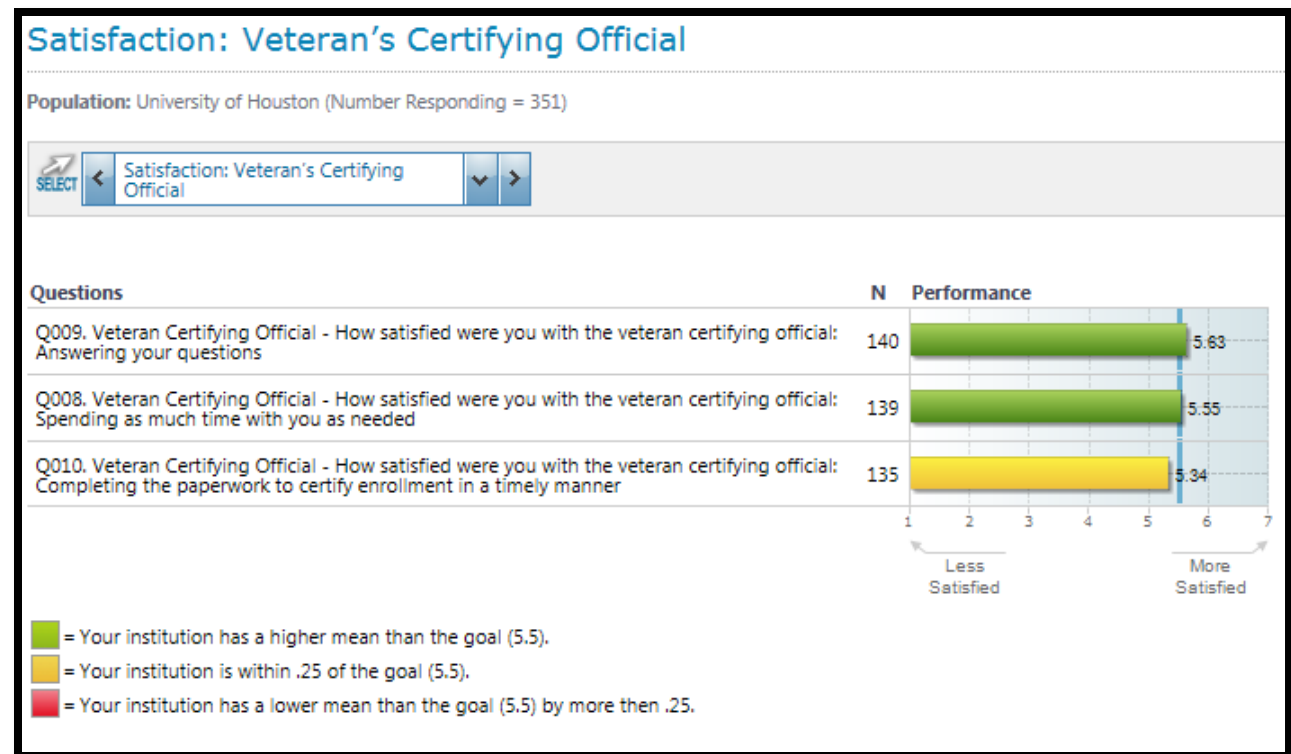 Satisfaction: Veteran's Certifying Official
Population: University of Houston (Number Responding = 351)
SELECT
Satisfaction: Veteran's Certifying
Official
Questions N Performance
Q009. Veteran Certifying Official - How satisfied were you with the veteran certifying official:
Answering your questions
140 5.63
Q008. Veteran Certifying Official - How satisfied were you with the veteran certifying official:
Spending as much time with you as needed
139 5.55
Q010. Veteran Certifying Official - How satisfied were you with the veteran certifying official:
Completing the paperwork to certify enrollment in a timely manner
135 5.34
1 2 3 4 5 6 7
Less More
Satisfied Satisfied
= Your institution has a higher mean than the goal (5.5).
= Your institution is within .25 of the goal (5.5).
= Your institution has a lower mean than the goal (5.5) by more then .25.